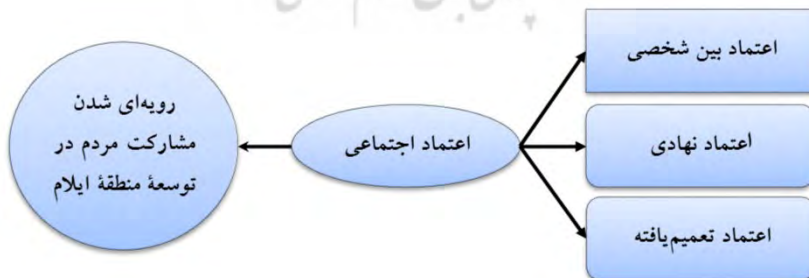 اعتماد بین شخصی
اعتماد نهادی
اعتماد تعمیم‌یافته
اعتماد اجتماعی
رویه‌ای شدن
مشارکت مردم در
توسعهٔ منطقهٔ ایلام